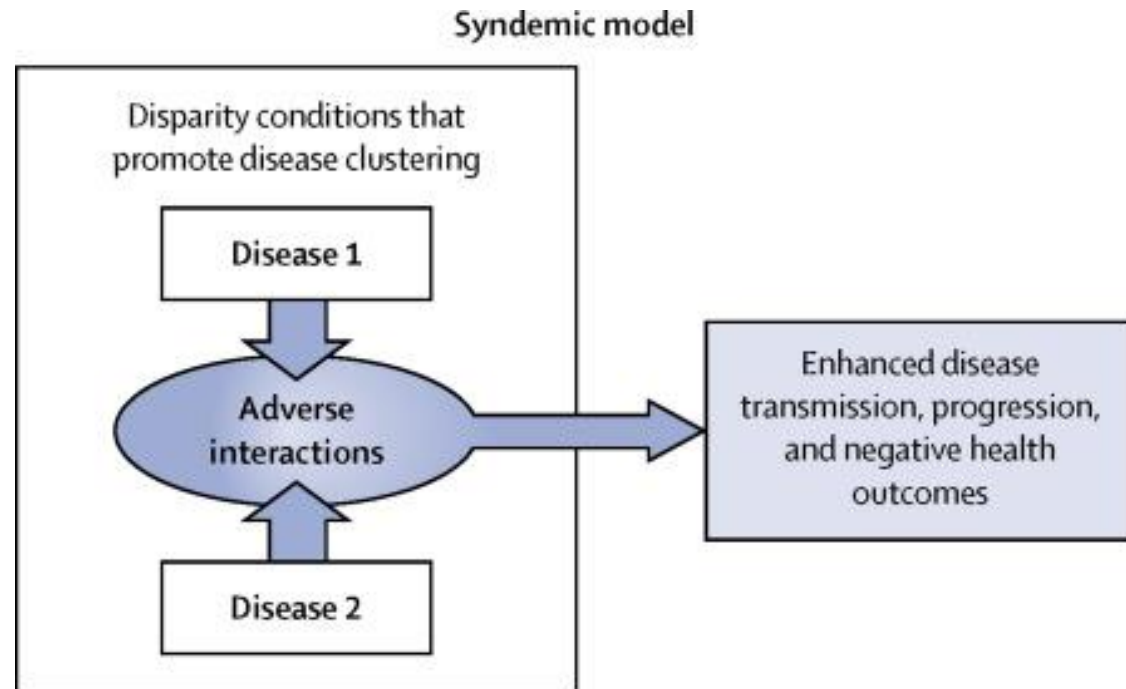 Syndemic model
Disparity conditions that
promote disease clustering
Disease 1
Adverse
interactions
Disease 2
Enhanced disease
transmission, progression,
and negative health
outcomes